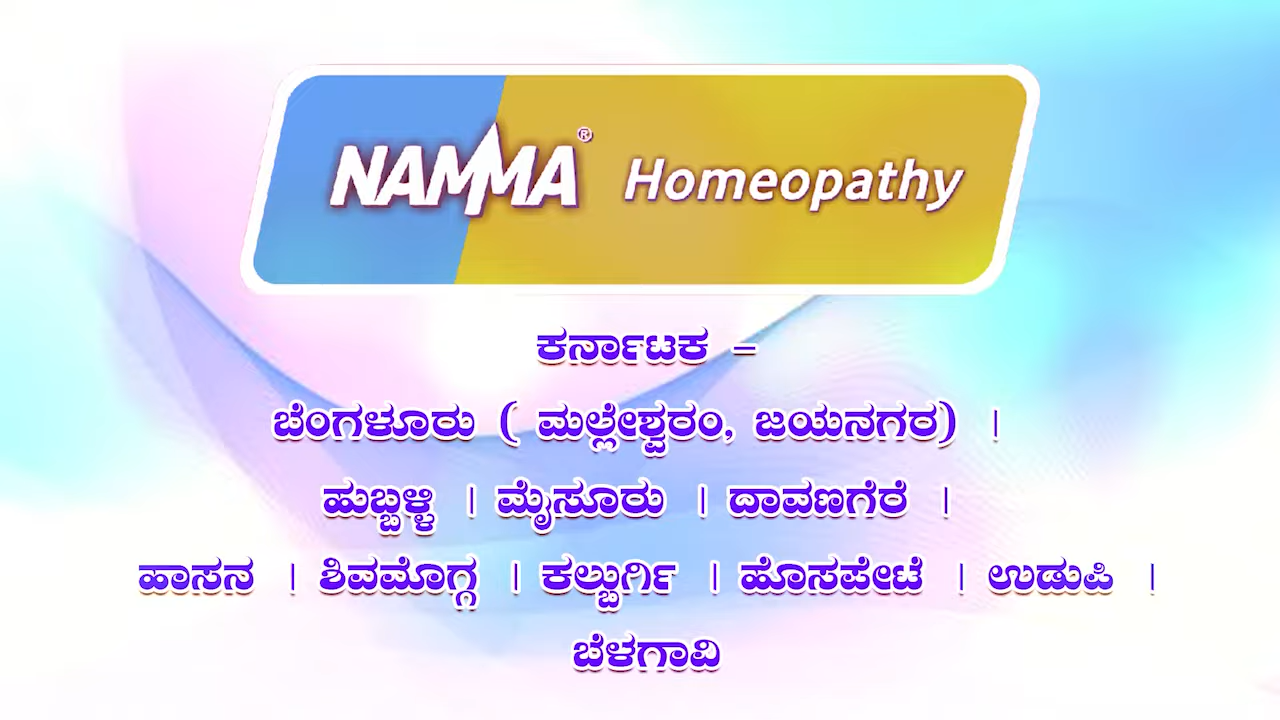 NAMMA® Homeopathy
ಕರ್ನಾಟಕ –
ಬೆಂಗಳೂರು ( ಮಲ್ಲೇಶ್ವರಂ, ಜಯನಗರ) |
ಹುಬ್ಬಳ್ಳಿ | ಮೈಸೂರು | ದಾವಣಗೆರೆ |
ಹಾಸನ | ಶಿವಮೊಗ್ಗ | ಕಲ್ಬುರ್ಗಿ | ಹೊಸಪೇಟೆ | ಉಡುಪಿ |
ಬೆಳಗಾವಿ